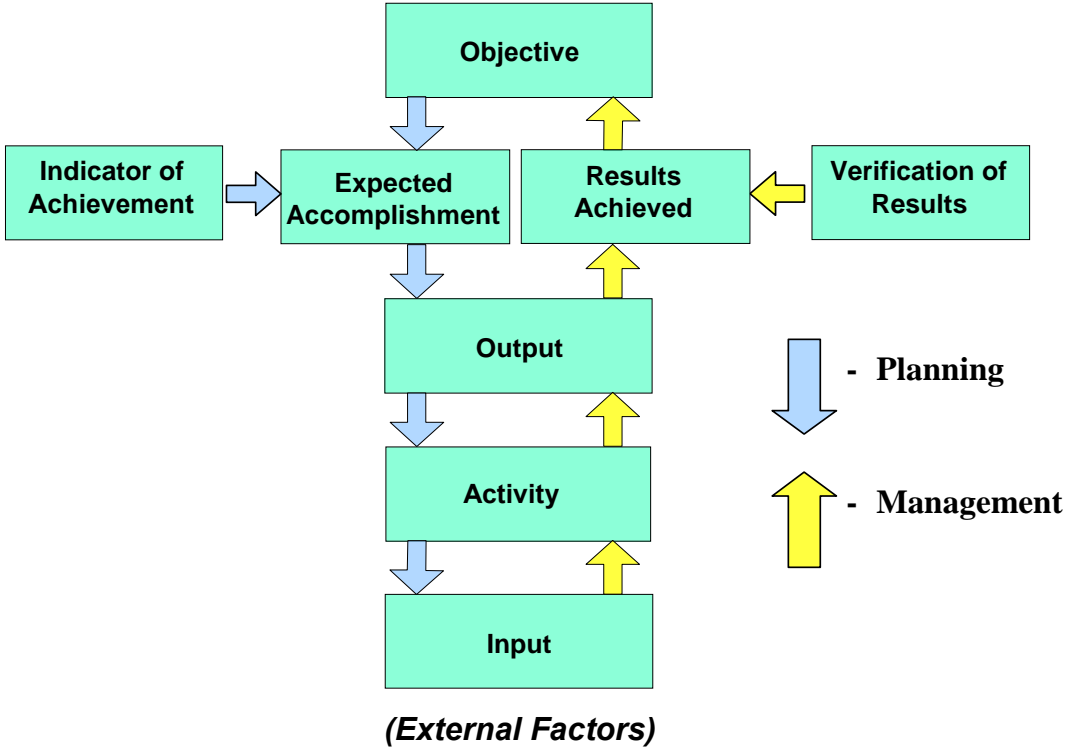 Objective
Indicator of
Achievement
Expected
Accomplishment
Results
Achieved
Verification of
Results
Output
- Planning
Activity
- Management
Input
(External Factors)